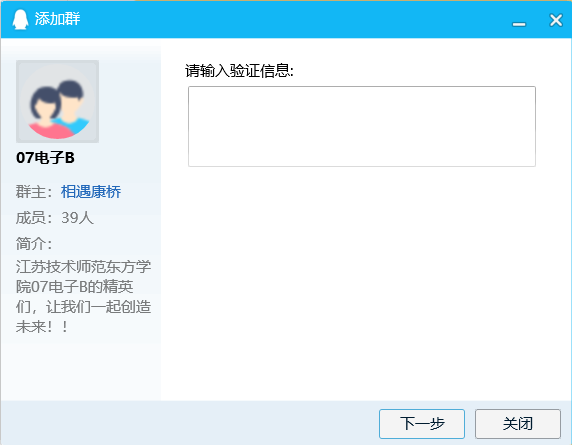 添加群
请输入验证信息:
07电子B
群主：相遇康桥
成员：39人
简介：
江苏技术师范东方学
院07电子B的精英
们，让我们一起创造
未来！！
下一步
关闭